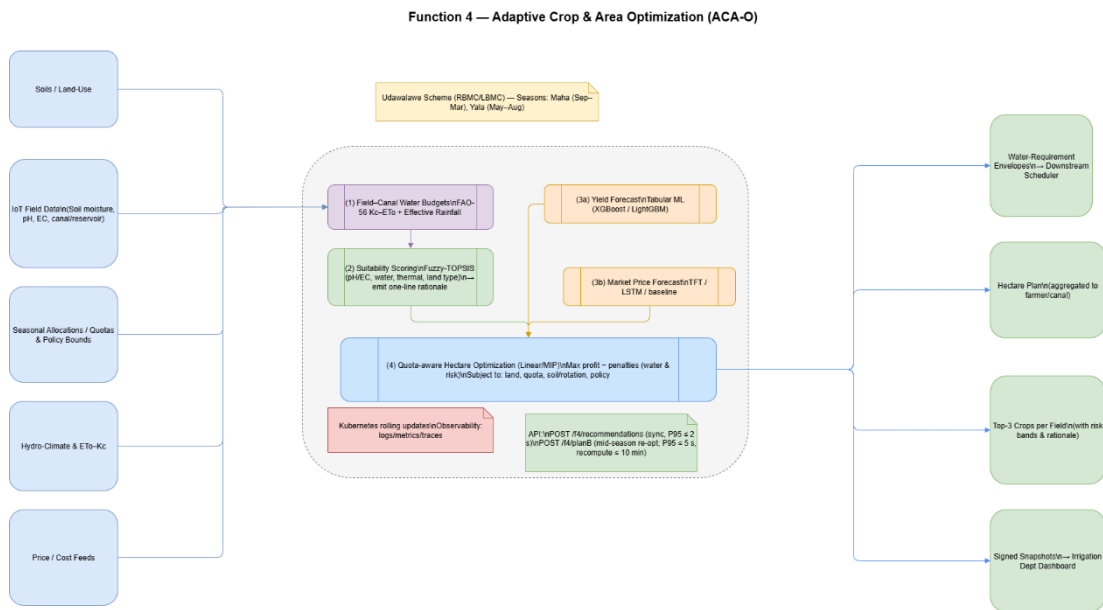 Function 4 — Adaptive Crop & Area Optimization (ACA-O)
Soils / Land-Use
IoT Field Data\n(Soil moisture,
pH, EC, canal/reservoir)
Seasonal Allocations / Quotas
& Policy Bounds
Hydro-Climate & ETo–Kc
Price / Cost Feeds
Udawalawe Scheme (RBMC/LBMC) — Seasons: Maha (Sep–
Mar), Yala (May–Aug)
(1) Field–Canal Water Budgets\nFAO-
56 Kc–ETo + Effective Rainfall
(2) Suitability Scoring\nFuzzy-TOPSIS
(pH/EC, water, thermal, land type)\n→
emit one-line rationale
(3a) Yield Forecast\nTabular ML
(XGBoost / LightGBM)
(3b) Market Price Forecast\nTFT /
LSTM / baseline
(4) Quota-aware Hectare Optimization (Linear/MIP)\nMax profit − penalties (water &
risk)\nSubject to: land, quota, soil/rotation, policy
Kubernetes rolling updates\nObservability:
logs/metrics/traces
API:\nPOST /f4/recommendations (sync, P95 ≤ 2
s)\nPOST /f4/planB (mid-season re-opt; P95 ≤ 5 s,
recompute ≤ 10 min)
Water-Requirement
Envelopes\n→ Downstream
Scheduler
Hectare Plan\n(aggregated to
farmer/canal)
Top-3 Crops per Field\n(with risk
bands & rationale)
Signed Snapshots\n→ Irrigation
Dept Dashboard